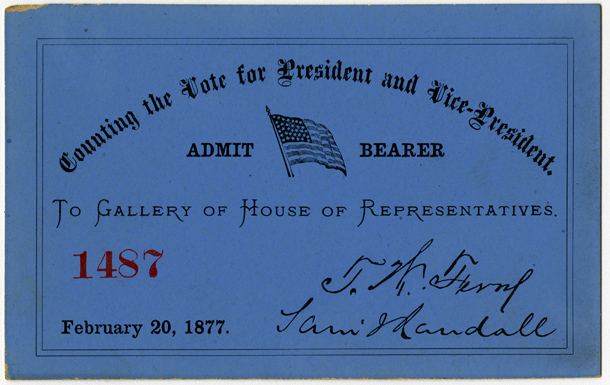 Counting the Vote for President and Vice-President.
ADMIT BEARER
TO GALLERY OF HOUSE OF REPRESENTATIVES.
1487
T. W. Ferry
February 20, 1877.
Saml J Randall